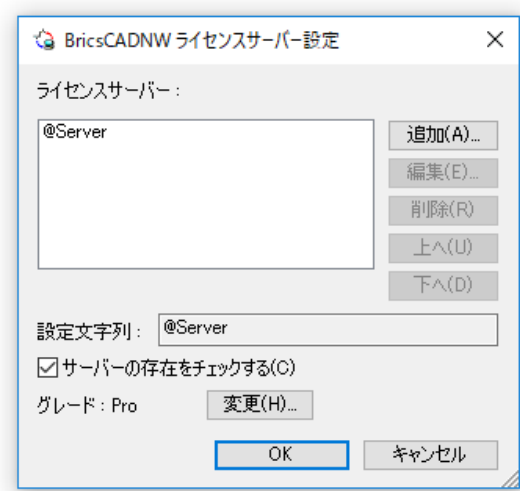 BricsCADNW ライセンスサーバー設定
ライセンスサーバー :
@Server
追加(A)...
編集(E)...
削除(R)
上へ(U)
下へ(D)
設定文字列 : @Server
サーバーの存在をチェックする(C)
グレード : Pro 変更(H)...
OK キャンセル